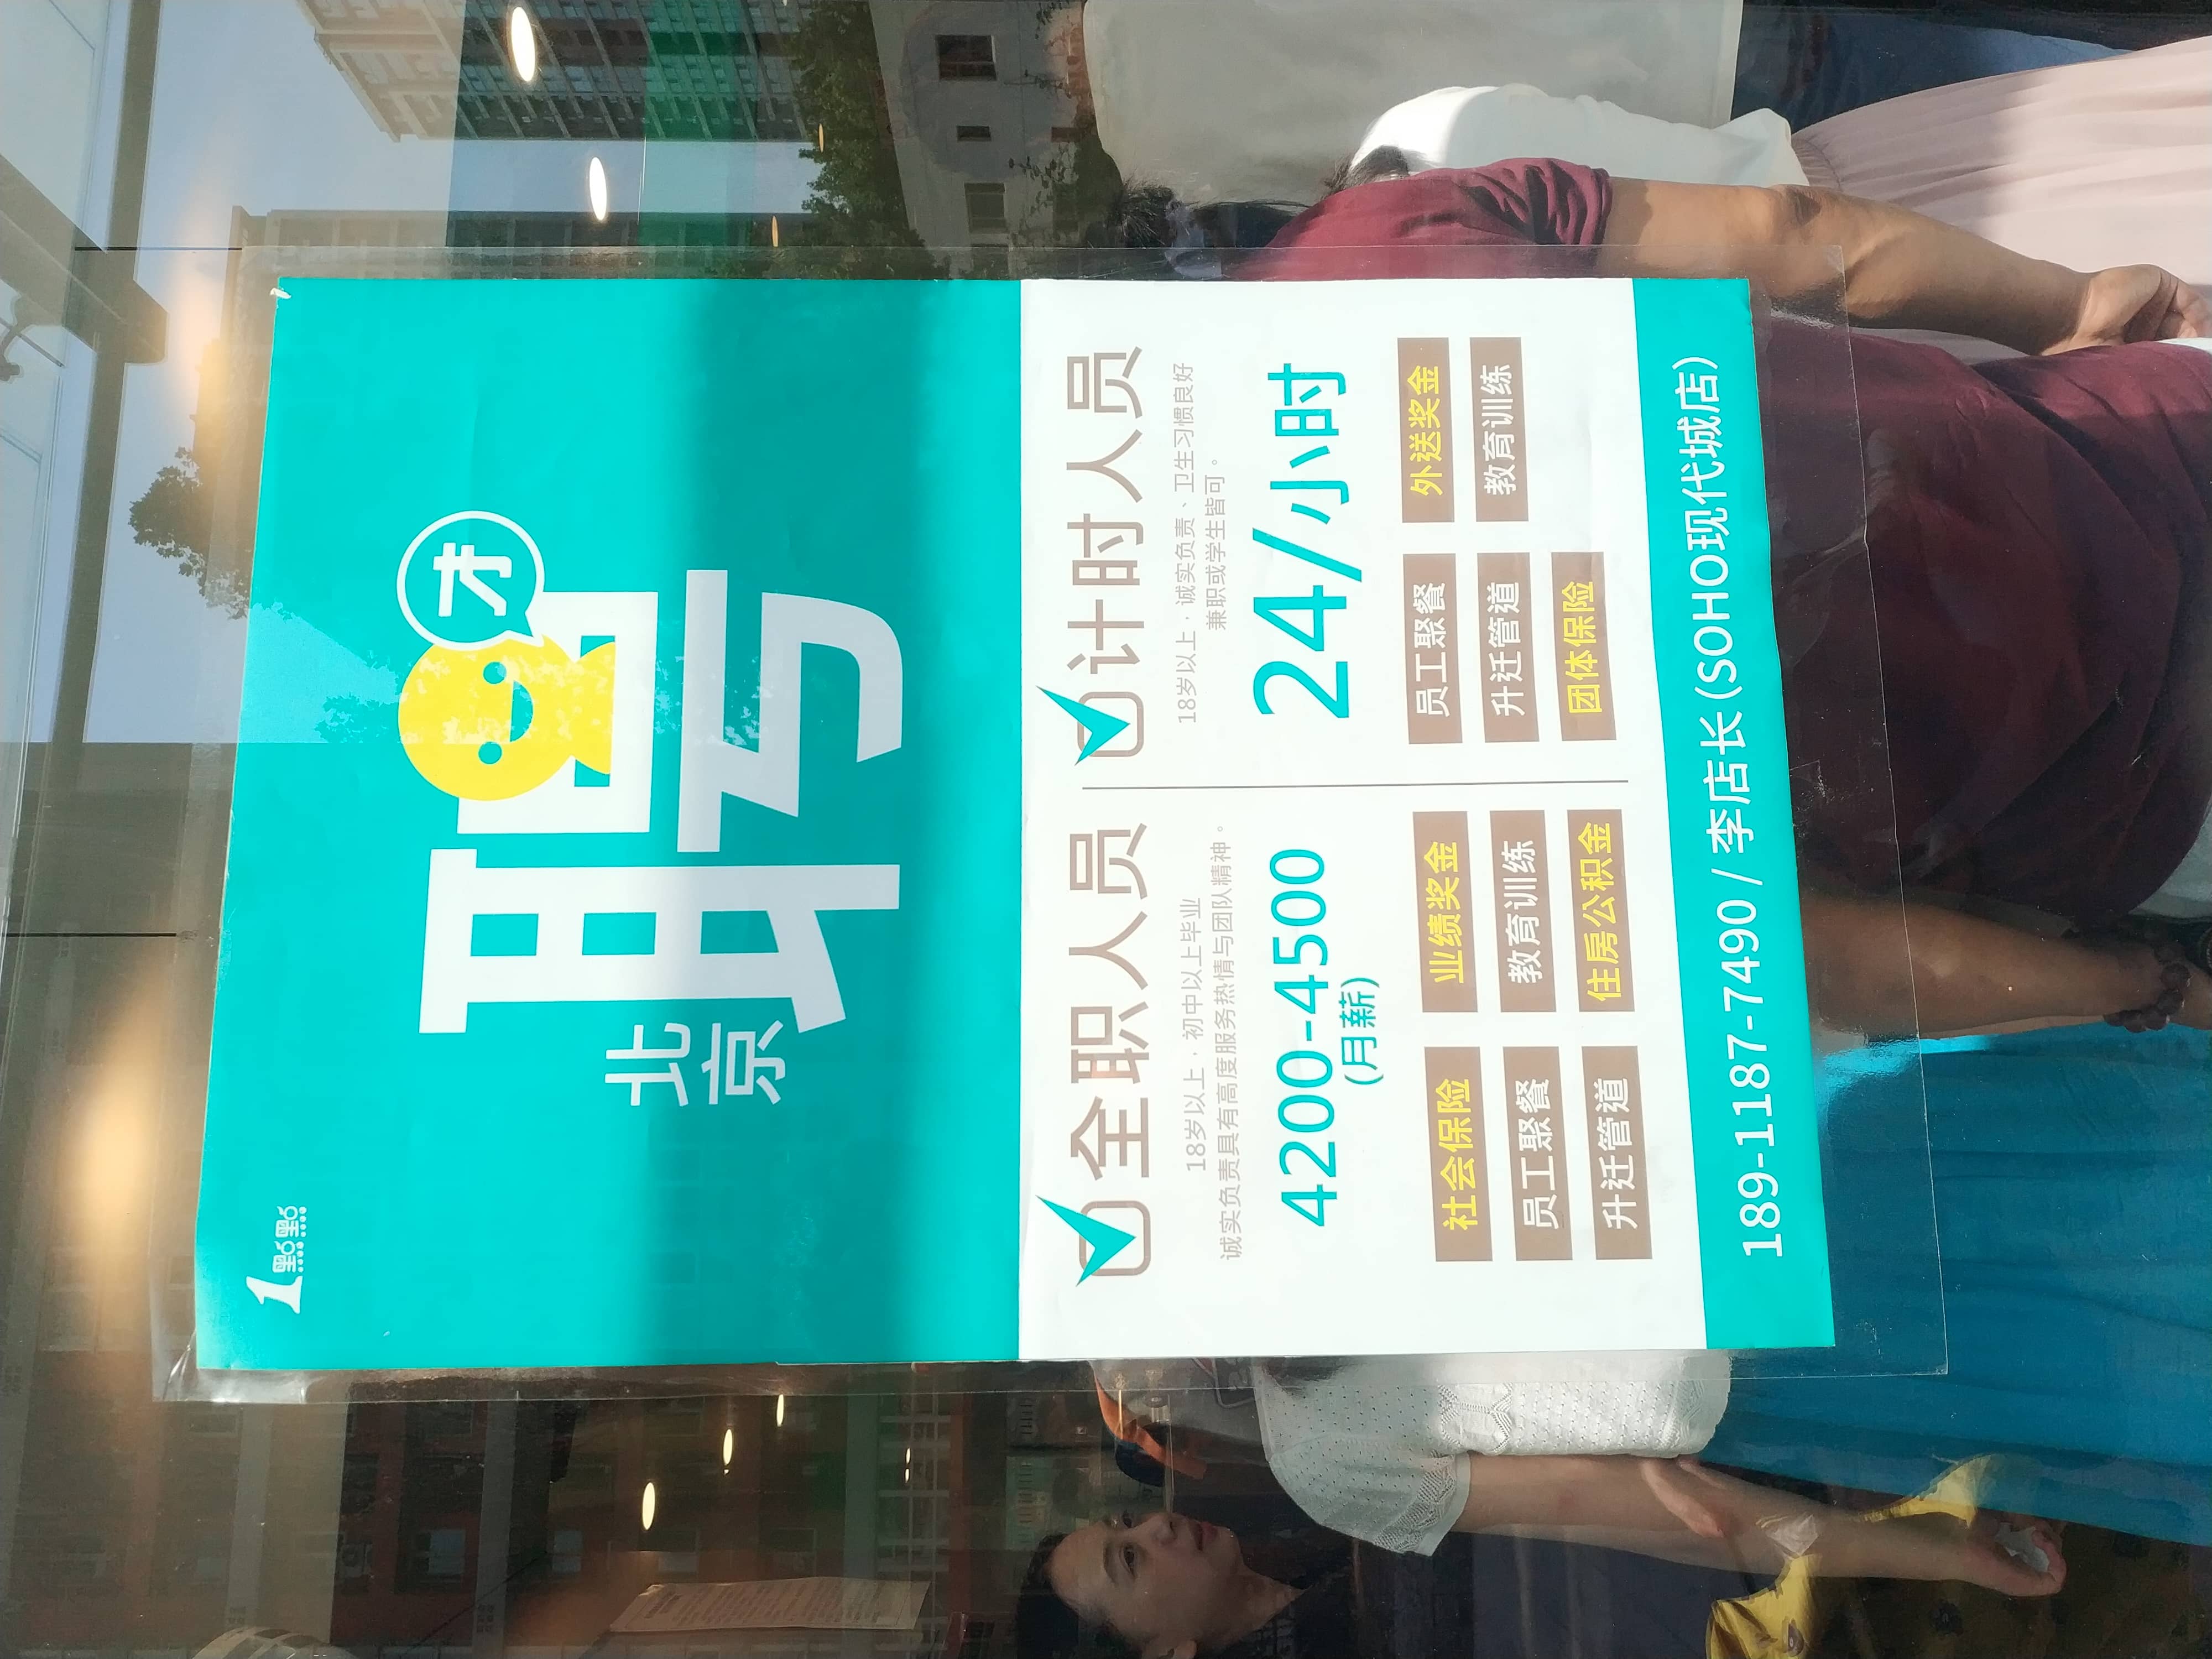 1點點
北京
聘
才
全职人员
18岁以上，初中以上毕业
诚实负责具有高度服务热情与团队精神。
4200-4500
(月薪)
社会保险
业绩奖金
员工聚餐
教育训练
升迁管道
住房公积金
计时人员
18岁以上，诚实负责、卫生习惯良好
兼职或学生皆可。
24/小时
员工聚餐
外送奖金
升迁管道
教育训练
团体保险
189-1187-7490 / 李店长(SOHO现代城店)